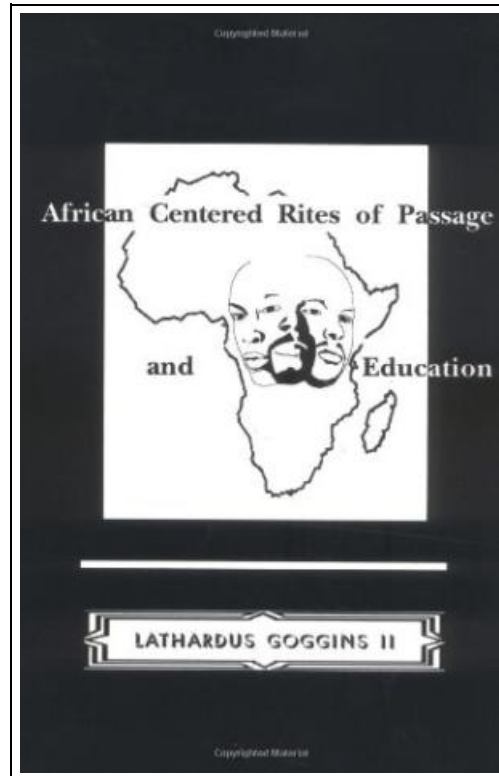 Copyrighted Material
African Centered Rites of Passage
and Education
LATHARDUS GOGGINS II
Copyrighted Material